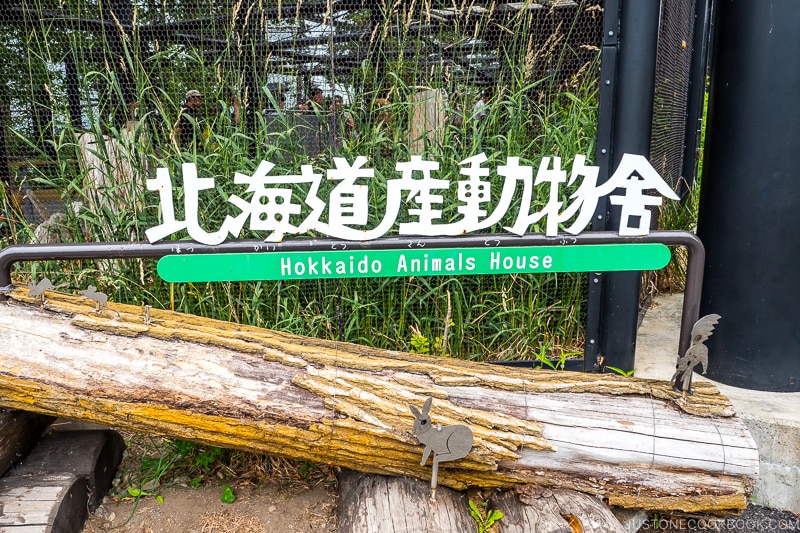 北海道産動物舎
Hokkaido Animals House
JUSTONECOOKBOOK.COM